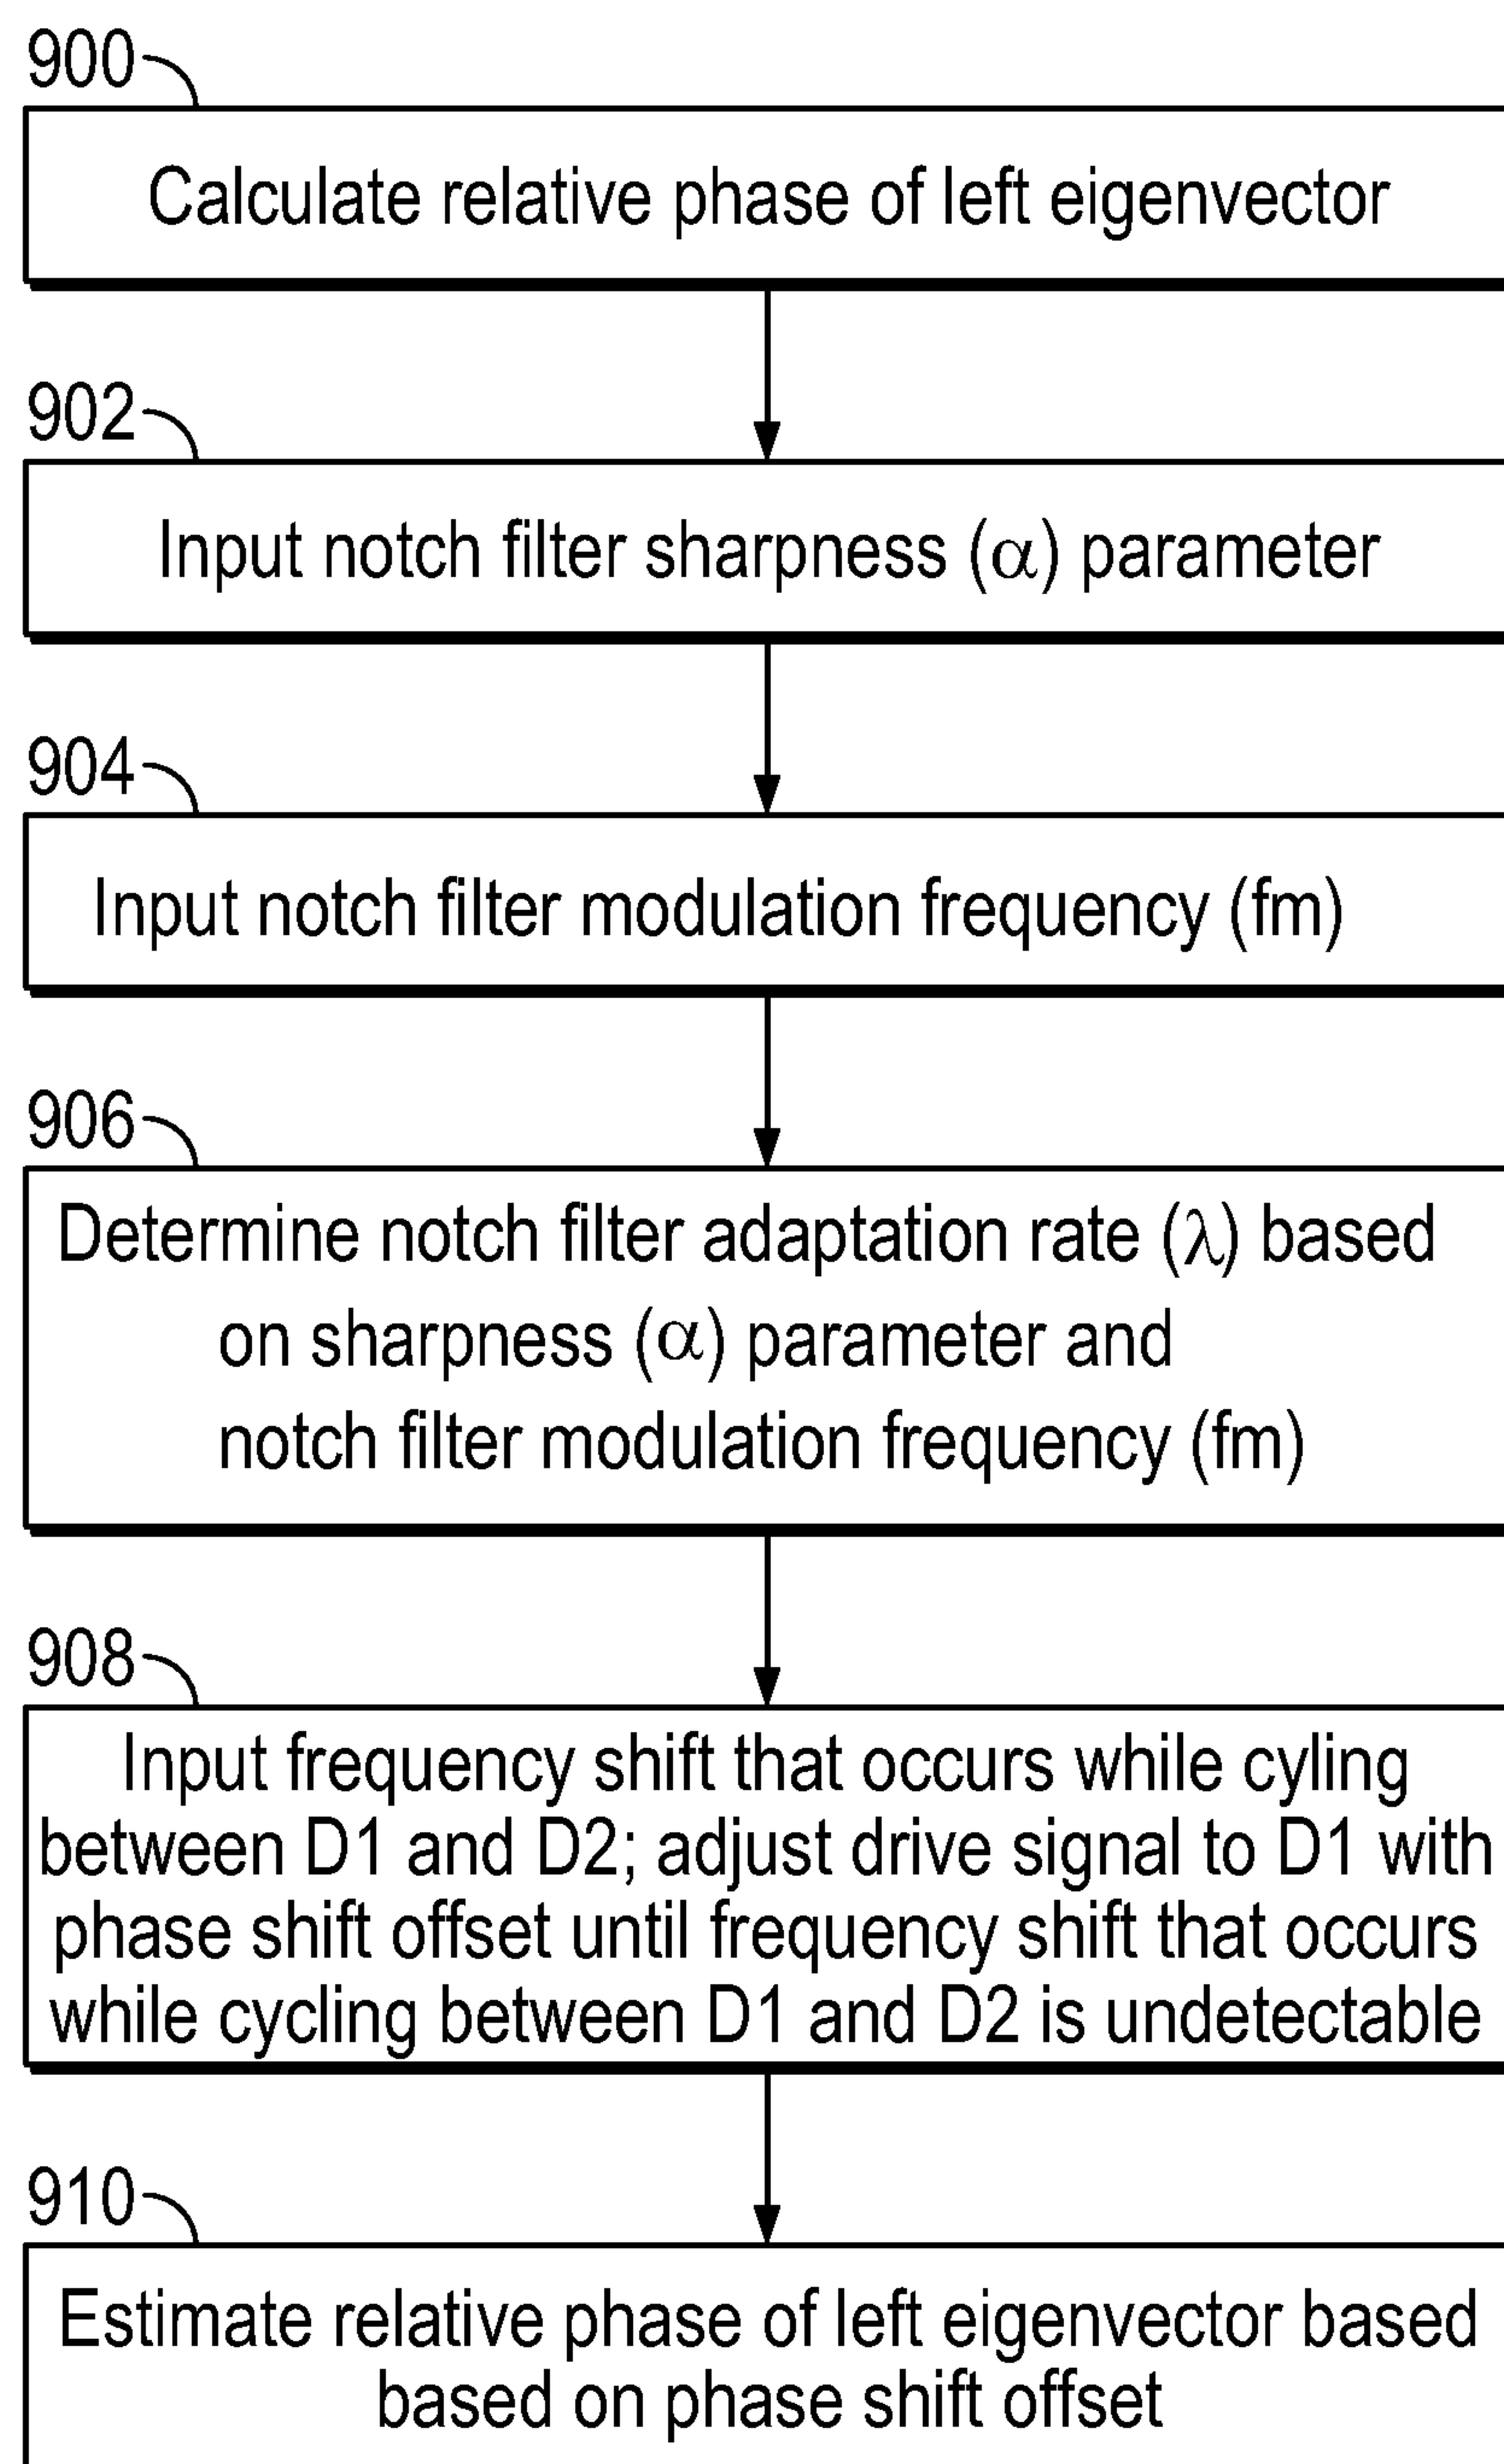 900
Calculate relative phase of left eigenvector
902
Input notch filter sharpness (α) parameter
904
Input notch filter modulation frequency (fm)
906
Determine notch filter adaptation rate (λ) based
on sharpness (α) parameter and
notch filter modulation frequency (fm)
908
Input frequency shift that occurs while cyling
between D1 and D2; adjust drive signal to D1 with
phase shift offset until frequency shift that occurs
while cycling between D1 and D2 is undetectable
910
Estimate relative phase of left eigenvector based
based on phase shift offset